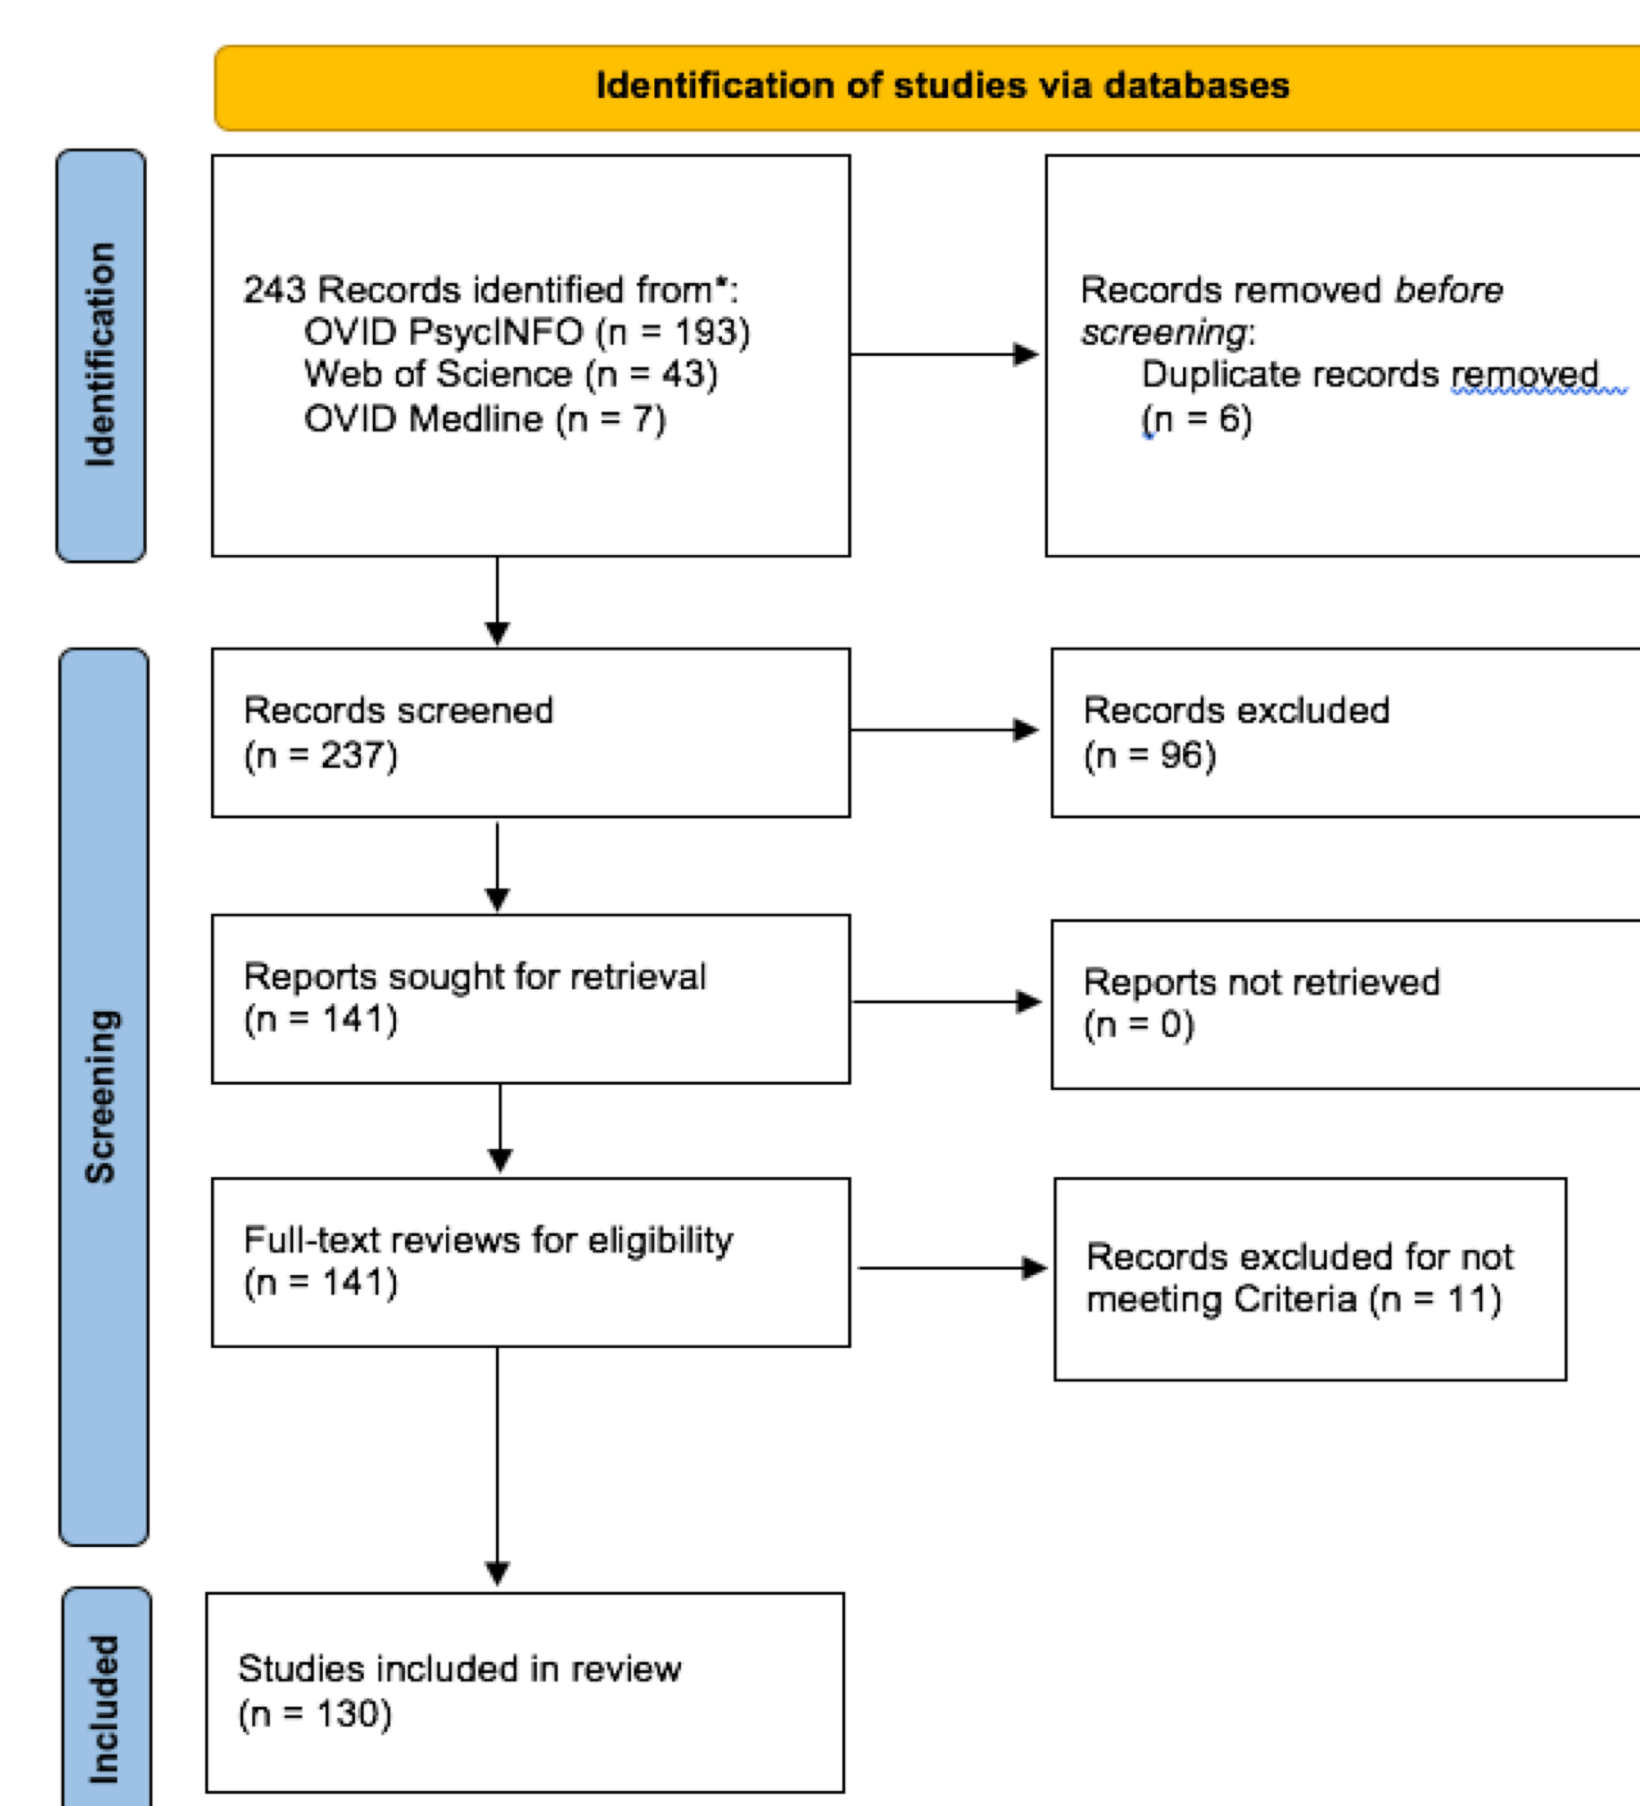 Identification of studies via databases
Identification
243 Records identified from*:
OVID PsycINFO (n = 193)
Web of Science (n = 43)
OVID Medline (n = 7)
Records removed before
screening:
Duplicate records removed
(n = 6)
Screening
Records screened
(n = 237)
Records excluded
(n = 96)
Reports sought for retrieval
(n = 141)
Reports not retrieved
(n = 0)
Full-text reviews for eligibility
(n = 141)
Records excluded for not
meeting Criteria (n = 11)
Included
Studies included in review
(n = 130)